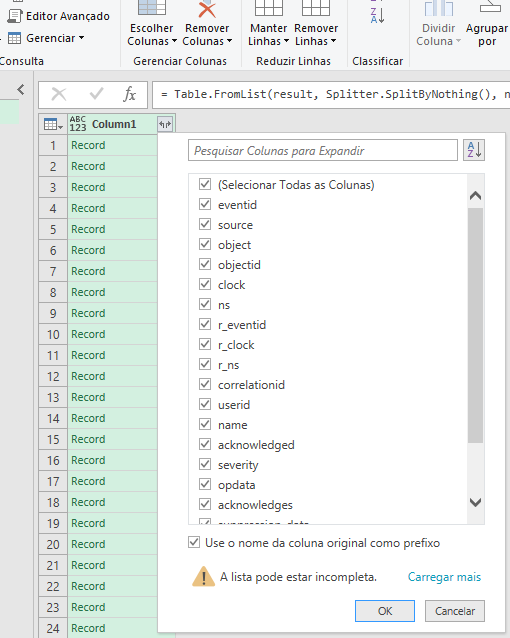 Editor Avançado
Gerenciar
Consulta
Escolher
Colunas
Remover
Colunas
Gerenciar Colunas
Manter
Linhas
Remover
Linhas
Reduzir Linhas
A
Z
Classificar
Dividir
Coluna
Agrupar
por
fx
= Table.FromList(result, Splitter.SplitByNothing(), n
ABC
123
Column1
1 Record
2 Record
3 Record
4 Record
5 Record
6 Record
7 Record
8 Record
9 Record
10 Record
11 Record
12 Record
13 Record
14 Record
15 Record
16 Record
17 Record
18 Record
19 Record
20 Record
21 Record
22 Record
23 Record
24 Record
Pesquisar Colunas para Expandir
A
Z
(Selecionar Todas as Colunas)
eventid
source
object
objectid
clock
ns
r_eventid
r_clock
r_ns
correlationid
userid
name
acknowledged
severity
opdata
acknowledges
Use o nome da coluna original como prefixo
A lista pode estar incompleta.
Carregar mais
OK
Cancelar